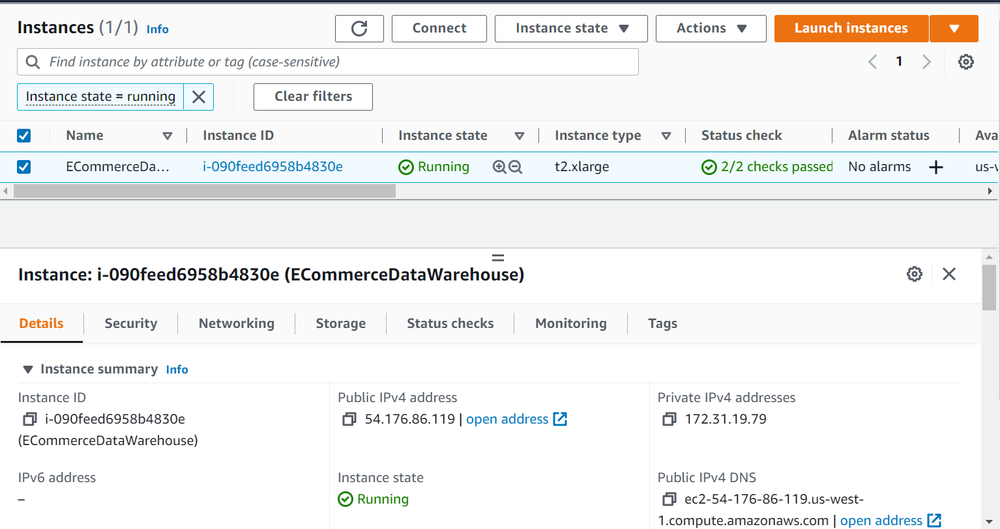 Instances (1/1) Info
Connect
Instance state
Actions
Launch instances
Find instance by attribute or tag (case-sensitive)
1
Instance state = running
Clear filters
Name Instance ID Instance state Instance type Status check Alarm status Ava
ECommerceDa... i-090feed6958b4830e Running t2.xlarge 2/2 checks passed No alarms us-w
Instance: i-090feed6958b4830e (ECommerceDataWarehouse)
Details Security Networking Storage Status checks Monitoring Tags
Instance summary Info
Instance ID
i-090feed6958b4830e
(ECommerceDataWarehouse)
Public IPv4 address
54.176.86.119 | open address
Private IPv4 addresses
172.31.19.79
IPv6 address
–
Instance state
Running
Public IPv4 DNS
ec2-54-176-86-119.us-west-
1.compute.amazonaws.com | open address